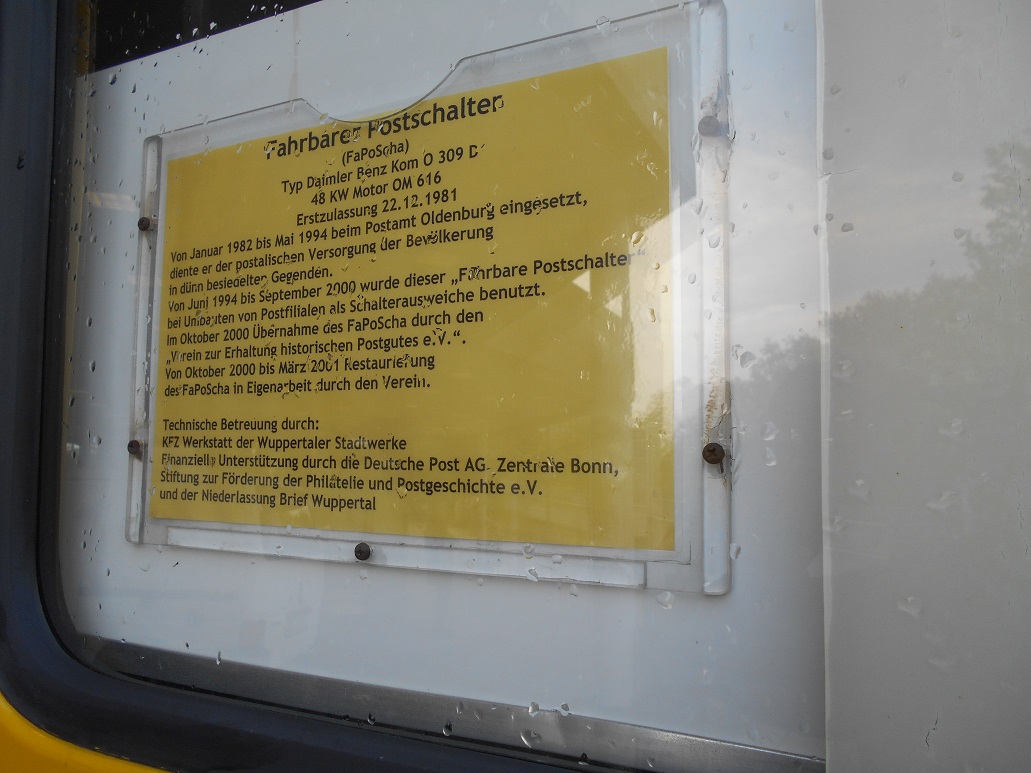 Fahrbarer Postschalter
(FaPoScha)
Typ Daimler Benz Kom O 309 D
48 KW Motor OM 616
Erstzulassung 22.12.1981
Von Januar 1982 bis Mai 1994 beim Postamt Oldenburg eingesetzt,
diente er der postalischen Versorgung der Bevölkerung
in dünn besiedelten Gegenden.
Von Juni 1994 bis September 2000 wurde dieser „Fahrbare Postschalter“
bei Umbauten von Postfilialen als Schalterausweiche benutzt.
Im Oktober 2000 Übernahme des FaPoScha durch den
„Verein zur Erhaltung historischen Postgutes e.V.“.
Von Oktober 2000 bis März 2001 Restaurierung
des FaPoScha in Eigenarbeit durch den Verein.
Technische Betreuung durch:
KFZ Werkstatt der Wuppertaler Stadtwerke
Finanzielle Unterstützung durch die Deutsche Post AG Zentrale Bonn,
Stiftung zur Förderung der Philatelie und Postgeschichte e.V.
und der Niederlassung Brief Wuppertal